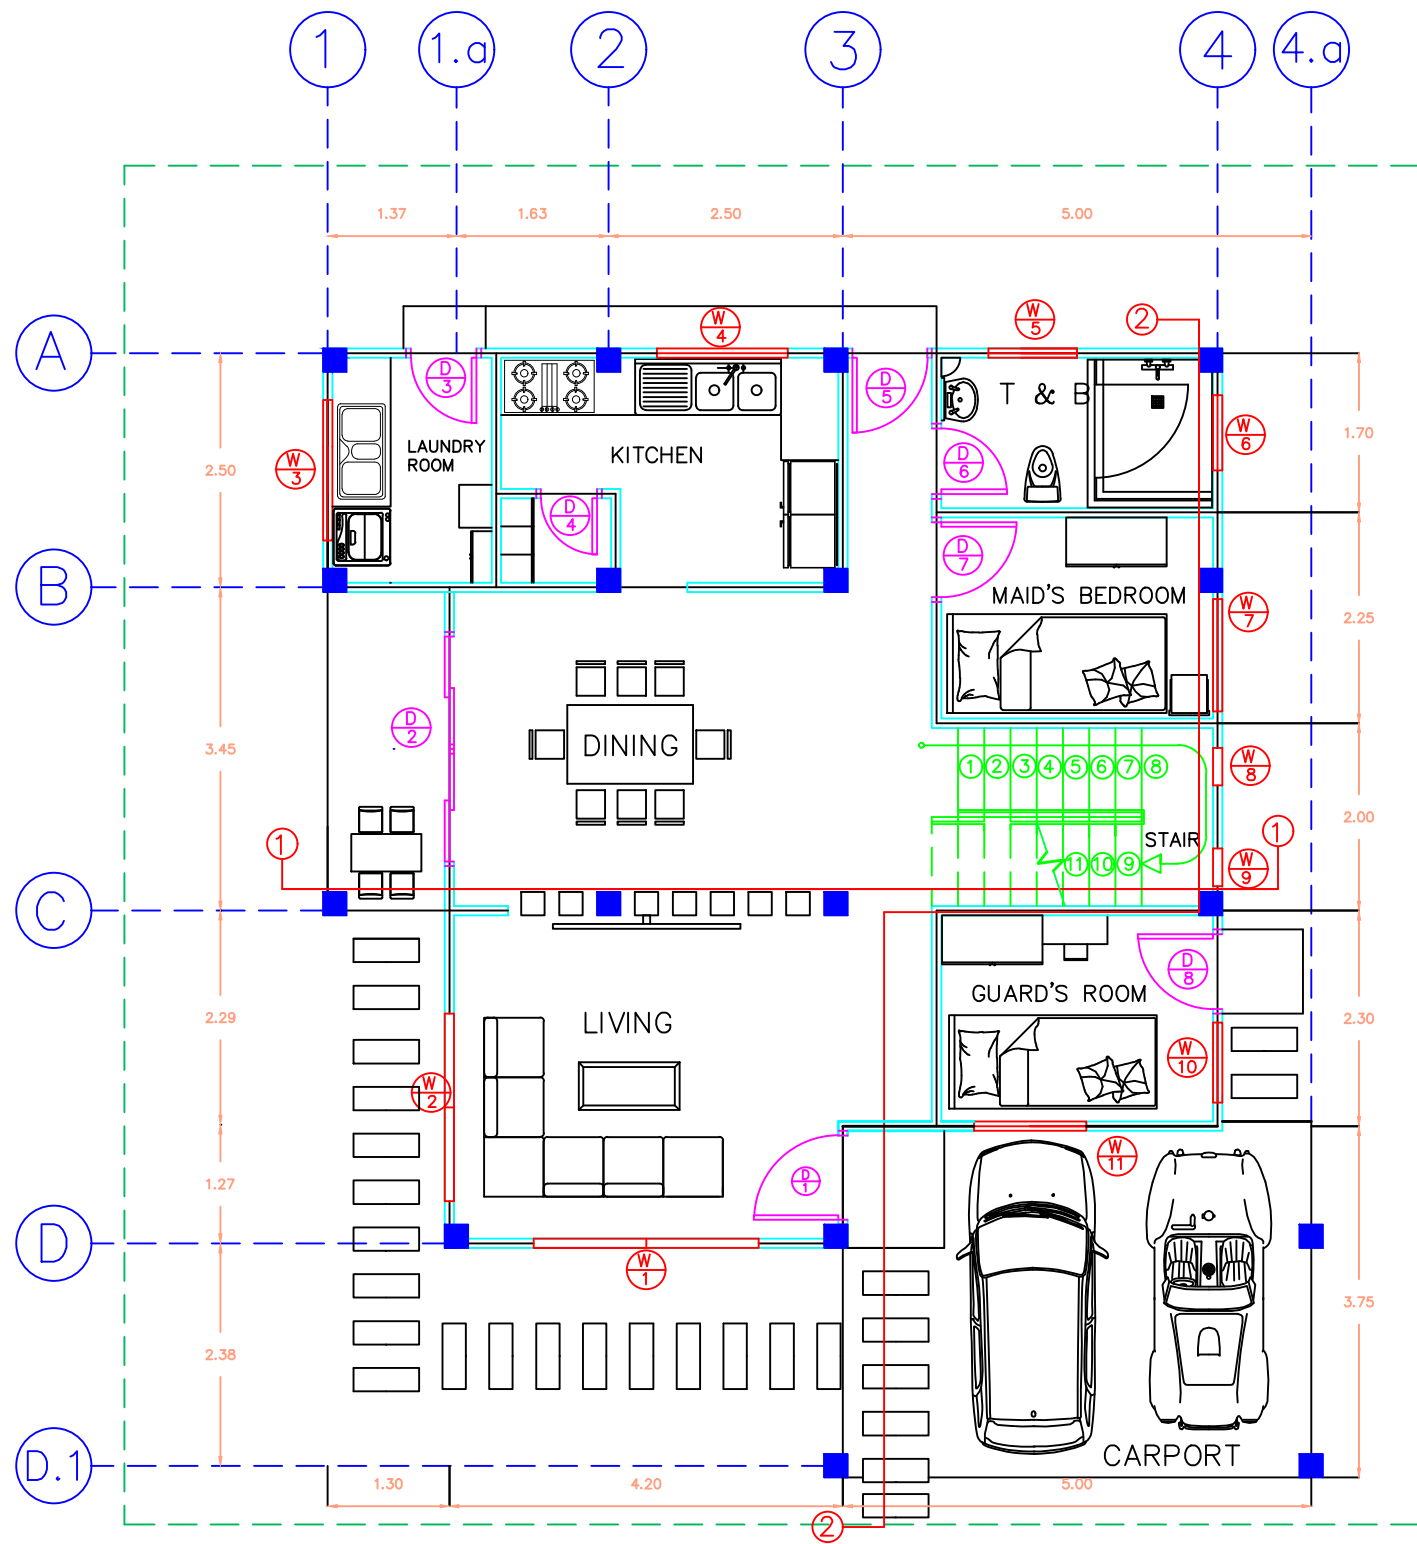 1 1.a 2 3 4 4.a
1.37 1.63 2.50 5.00
W
4
W
5
2
A
D
3
D
5
T & B
W
3
LAUNDRY
ROOM
KITCHEN
D
6
W
6
1.70
2.50
D
4
D
7
B
MAID'S BEDROOM
W
7
2.25
D
2
DINING
3.45
1 2 3 4 5 6 7 8
W
8
2.00
1
STAIR
1
11 10 9
W
9
C
D
8
GUARD'S ROOM
LIVING
2.29
2.30
W
2
W
10
W
11
1.27
D
1
D
W
1
3.75
2.38
CARPORT
D.1
1.30 4.20 5.00
2